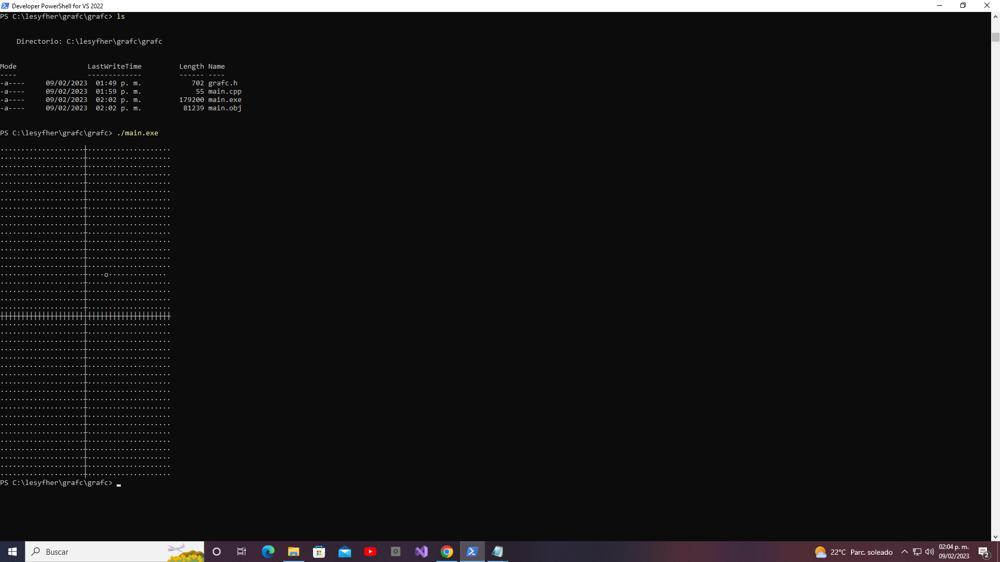 Developer PowerShell for VS 2022
PS C:\lesyfher\grafc\grafc> ls
Directorio: C:\lesyfher\grafc\grafc
Mode                 LastWriteTime         Length Name
----                 -------------         ------ ----
-a----     09/02/2023  01:49 p. m.            702 grafc.h
-a----     09/02/2023  01:59 p. m.             55 main.cpp
-a----     09/02/2023  02:02 p. m.         179200 main.exe
-a----     09/02/2023  02:02 p. m.          81239 main.obj
PS C:\lesyfher\grafc\grafc> ./main.exe
o
PS C:\lesyfher\grafc\grafc>
Buscar
22°C Parc. soleado
02:04 p. m.
09/02/2023
2